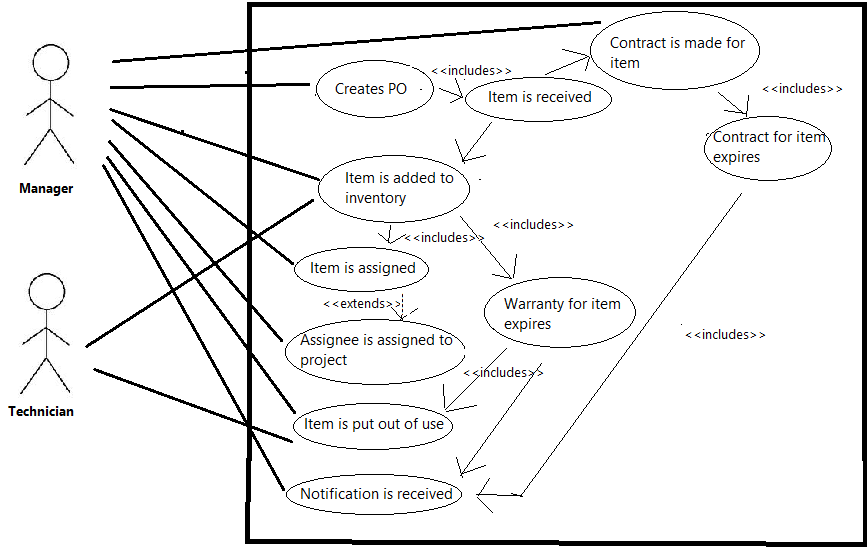 Contract is made for
item
<<includes>>
Creates PO
Item is received
<<includes>>
Contract for item
expires
Manager
Item is added to
inventory
<<includes>>
<<includes>>
Item is assigned
<<extends>>
Warranty for item
expires
Assignee is assigned to
project
<<includes>>
<<includes>>
Technician
Item is put out of use
Notification is received